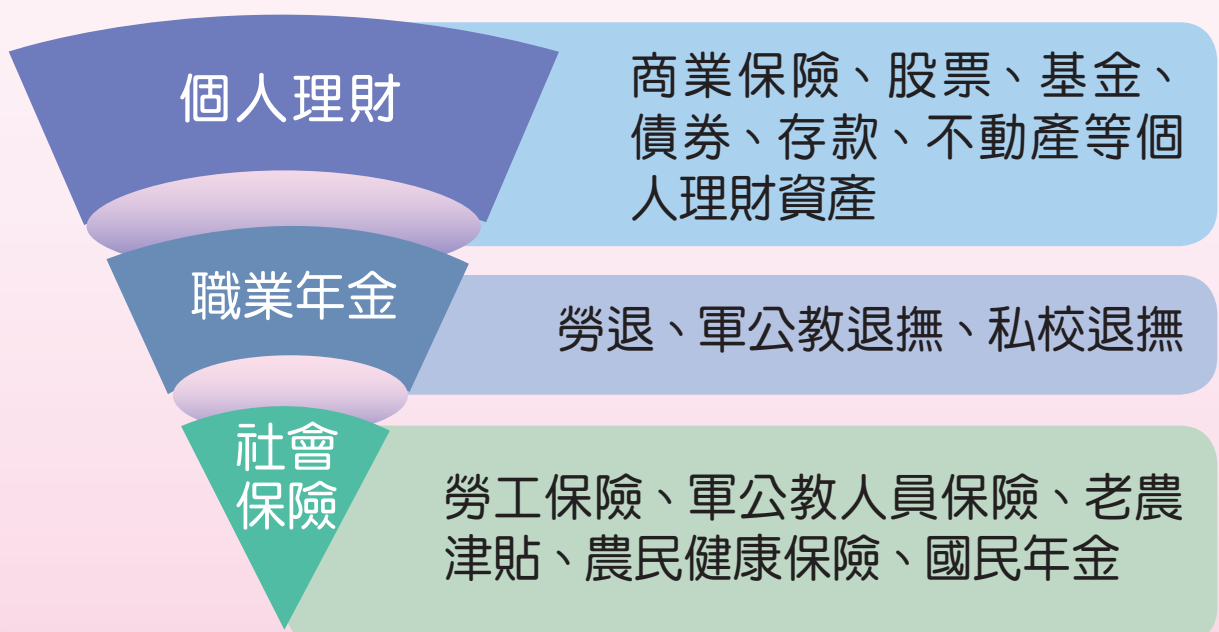 個人理財
商業保險、股票、基金、
債券、存款、不動產等個
人理財資產
職業年金
勞退、軍公教退撫、私校退撫
社會
保險
勞工保險、軍公教人員保險、老農
津貼、農民健康保險、國民年金